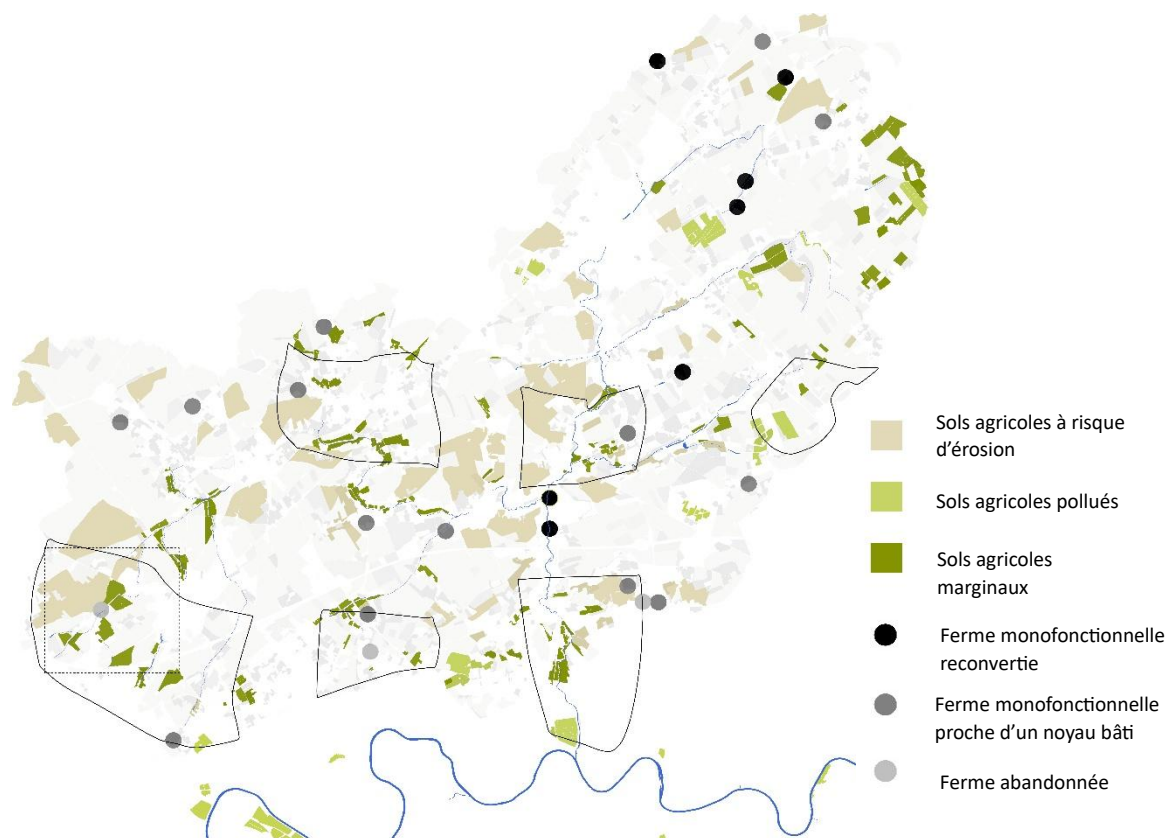 Sols agricoles à risque
d’érosion
Sols agricoles pollués
Sols agricoles
marginaux
Ferme monofonctionnelle
reconvertie
Ferme monofonctionnelle
proche d’un noyau bâti
Ferme abandonnée